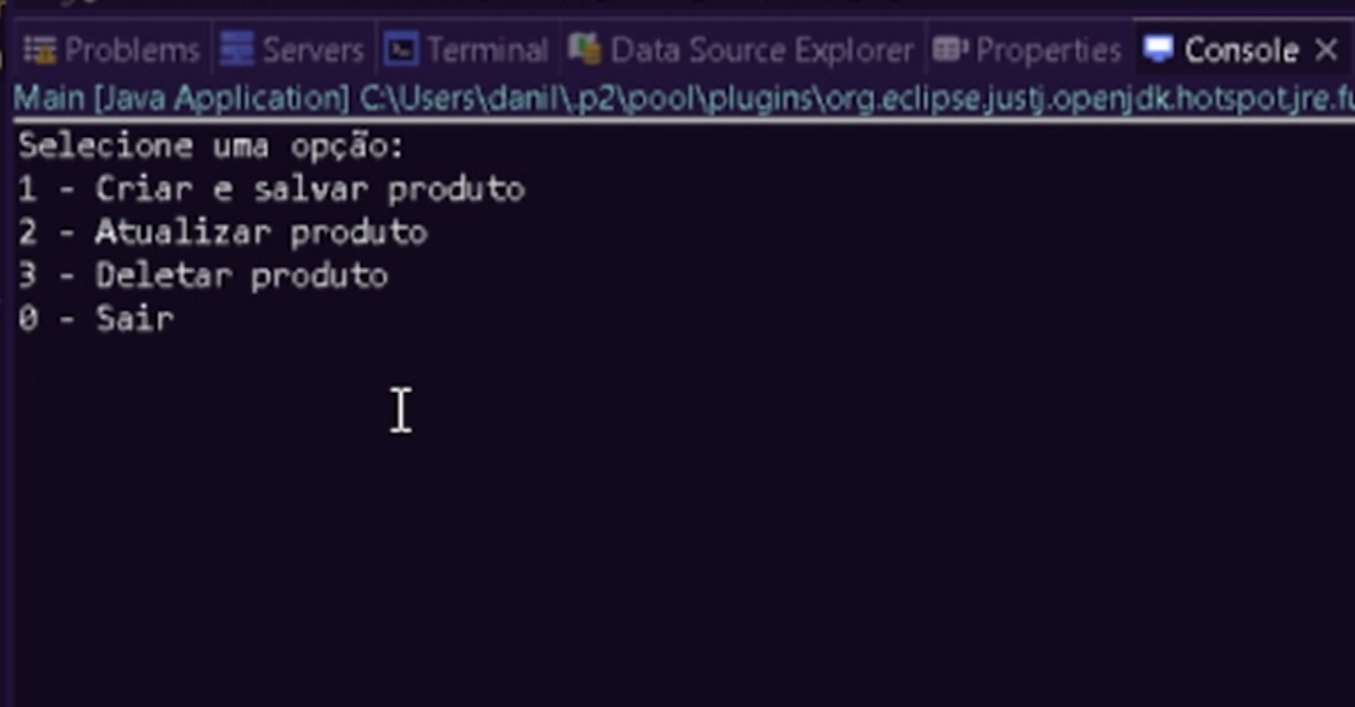 Problems Servers Terminal Data Source Explorer Properties Console
Main [Java Application] C:\Users\danil\.p2\pool\plugins\org.eclipse.justj.openjdk.hotspot.jre.fu
Selecione uma opção:
1 - Criar e salvar produto
2 - Atualizar produto
3 - Deletar produto
0 - Sair